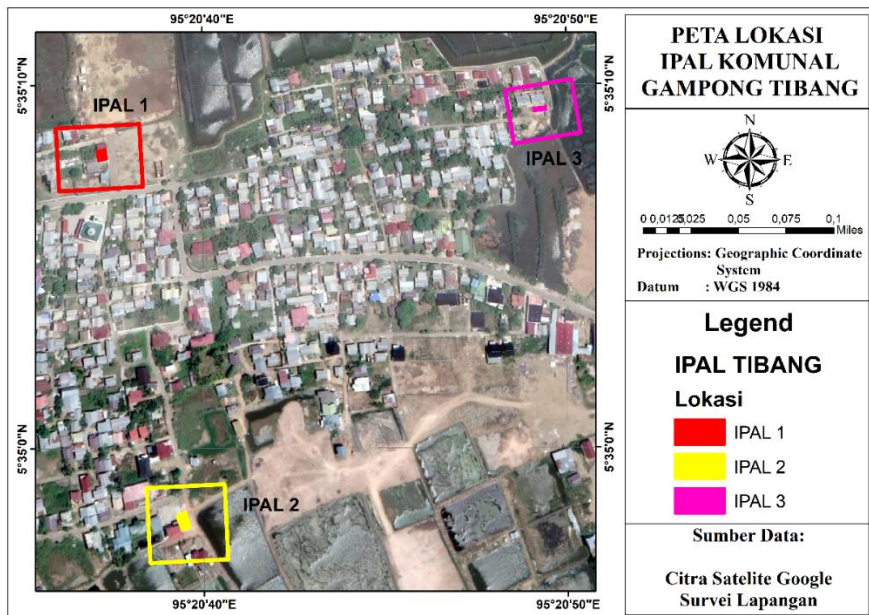 95°20'40"E
95°20'50"E
5°35'10"N
5°35'10"N
IPAL 1
IPAL 3
IPAL 2
5°35'0"N
5°35'0"N
95°20'40"E
95°20'50"E
PETA LOKASI
IPAL KOMUNAL
GAMPONG TIBANG
N
W E
S
0 0,0125 0,025 0,05 0,075 0,1
Miles
Projections: Geographic Coordinate
System
Datum : WGS 1984
Legend
IPAL TIBANG
Lokasi
IPAL 1
IPAL 2
IPAL 3
Sumber Data:
Citra Satelite Google
Survei Lapangan